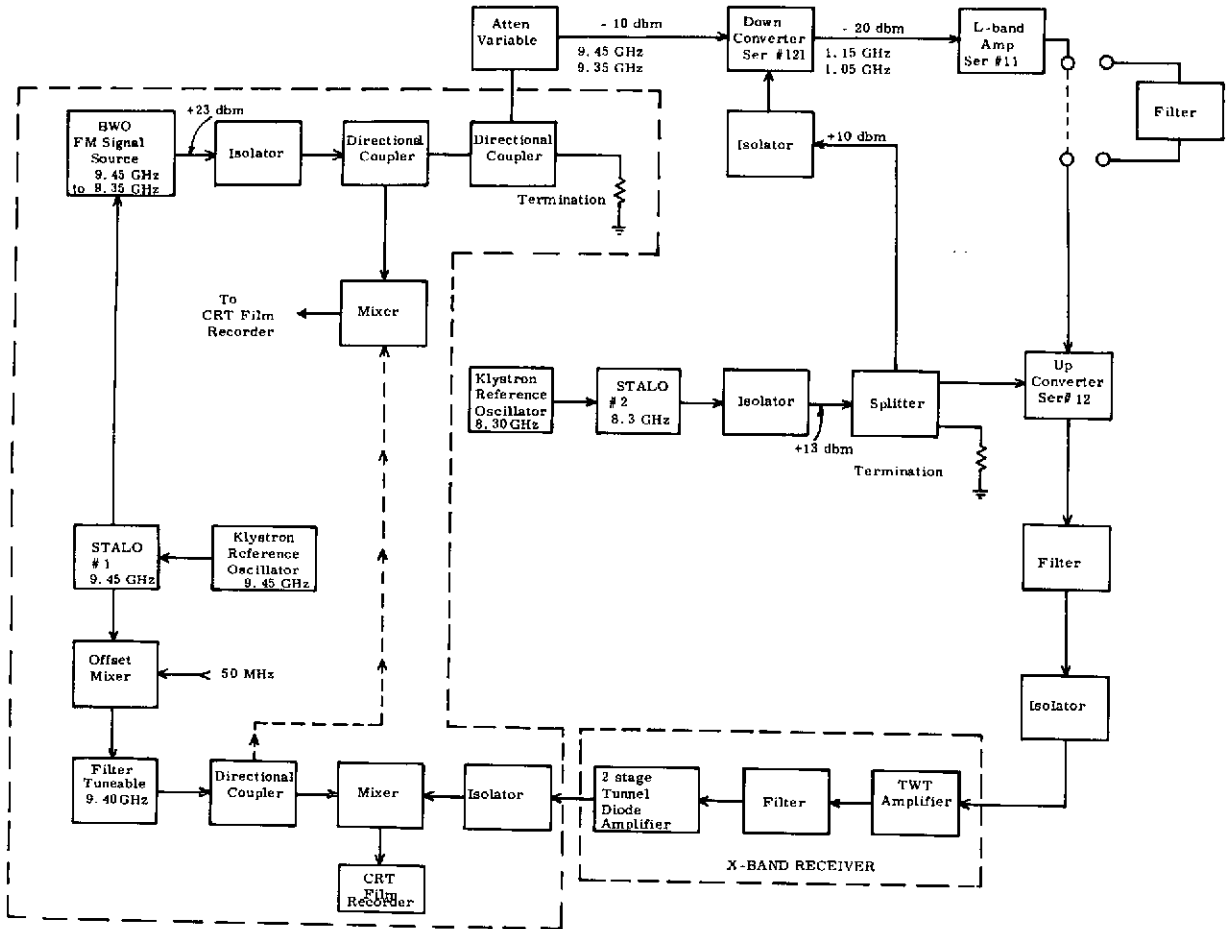 Atten
Variable
- 10 dbm
9.45 GHz
9.35 GHz
Down
Converter
Ser #121
- 20 dbm
1.15 GHz
1.05 GHz
L-band
Amp
Ser #11
Filter
BWO
FM Signal
Source
9.45 GHz
to 9.35 GHz
+23 dbm
Isolator
Directional
Coupler
Directional
Coupler
Termination
Isolator
+10 dbm
To
CRT Film
Recorder
Mixer
Klystron
Reference
Oscillator
8.30GHz
STALO
#2
8.3 GHz
Isolator
+13 dbm
Splitter
Termination
Up
Converter
Ser# 12
STALO
#1
9.45 GHz
Klystron
Reference
Oscillator
9.45 GHz
Filter
Offset
Mixer
50 MHz
Isolator
Filter
Tuneable
9.40GHz
Directional
Coupler
Mixer
Isolator
2 stage
Tunnel
Diode
Amplifier
Filter
TWT
Amplifier
X-BAND RECEIVER
CRT
Film
Recorder